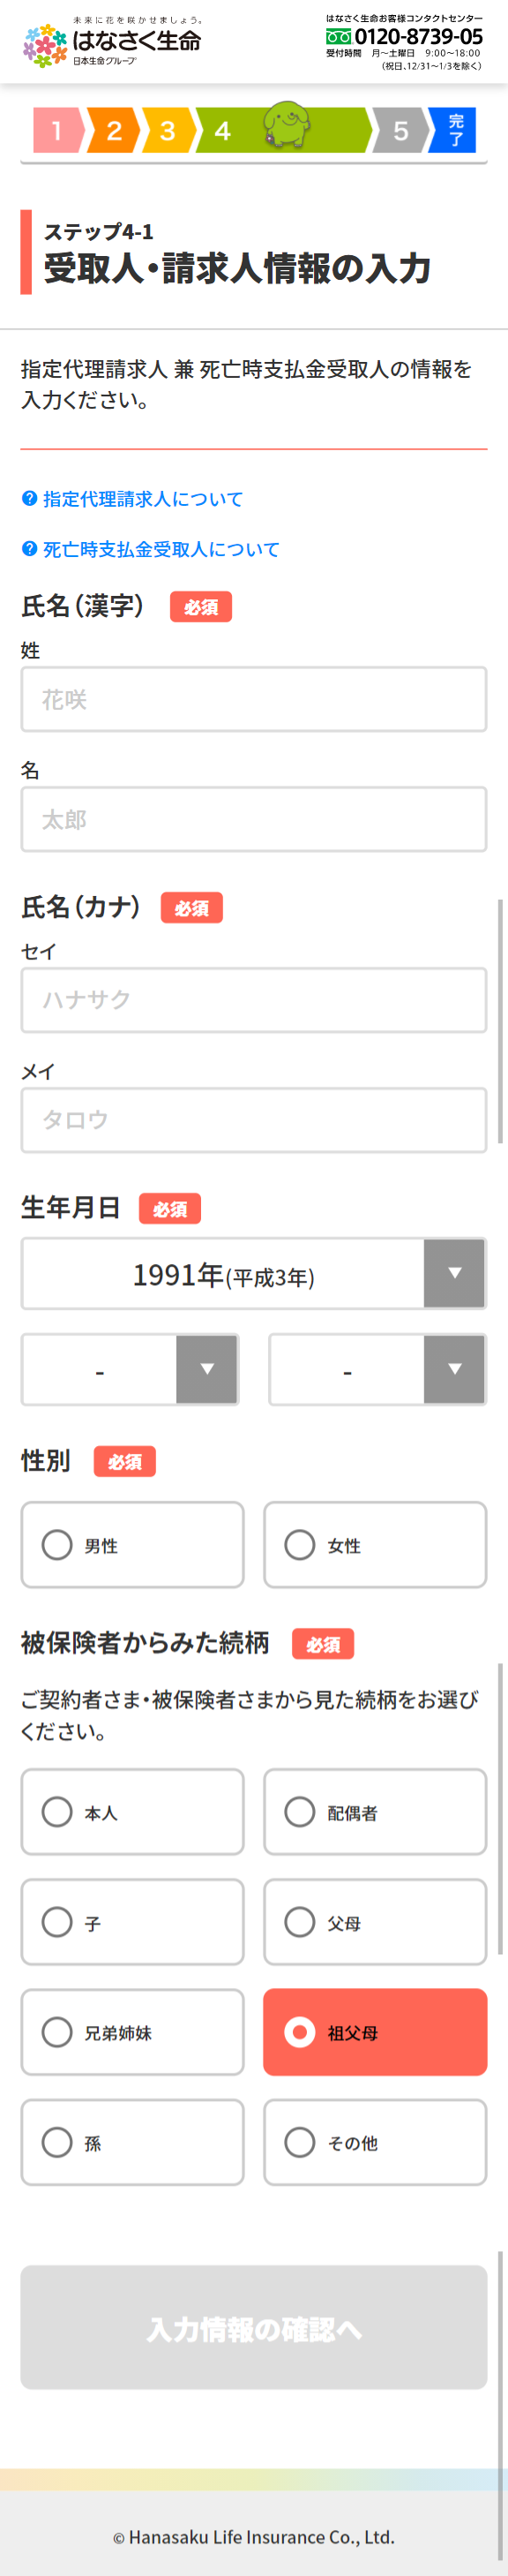 未来に花を咲かせましょう。
はなさく生命
日本生命グループ
はなさく生命お客様コンタクトセンター
0120-8739-05
受付時間 月〜土曜日 9:00〜18:00
(祝日、12/31〜1/3を除く)
1 2 3 4 5 完了
ステップ4-1
受取人・請求人情報の入力
指定代理請求人 兼 死亡時支払金受取人の情報を
入力ください。
? 指定代理請求人について
? 死亡時支払金受取人について
氏名（漢字） 必須
姓
花咲
名
太郎
氏名（カナ） 必須
セイ
ハナサク
メイ
タロウ
生年月日 必須
1991年(平成3年) ▼
- ▼ - ▼
性別 必須
男性 女性
被保険者からみた続柄 必須
ご契約者さま・被保険者さまから見た続柄をお選び
ください。
本人 配偶者
子 父母
兄弟姉妹 祖父母
孫 その他
入力情報の確認へ
© Hanasaku Life Insurance Co., Ltd.